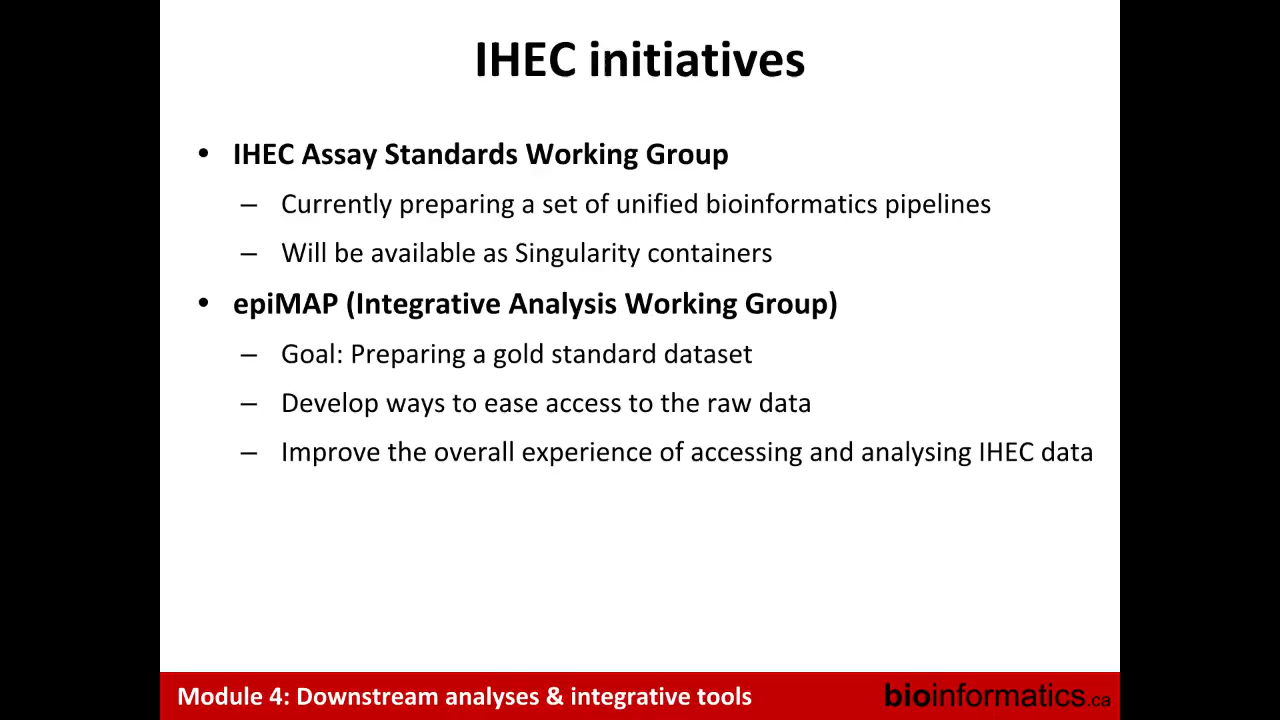 IHEC initiatives
• IHEC Assay Standards Working Group
– Currently preparing a set of unified bioinformatics pipelines
– Will be available as Singularity containers
• epiMAP (Integrative Analysis Working Group)
– Goal: Preparing a gold standard dataset
– Develop ways to ease access to the raw data
– Improve the overall experience of accessing and analysing IHEC data
Module 4: Downstream analyses & integrative tools
bioinformatics.ca